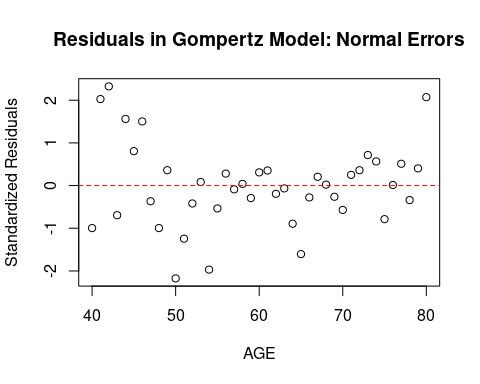 Residuals in Gompertz Model: Normal Errors
Standardized Residuals
2
1
0
-1
-2
40 50 60 70 80
AGE